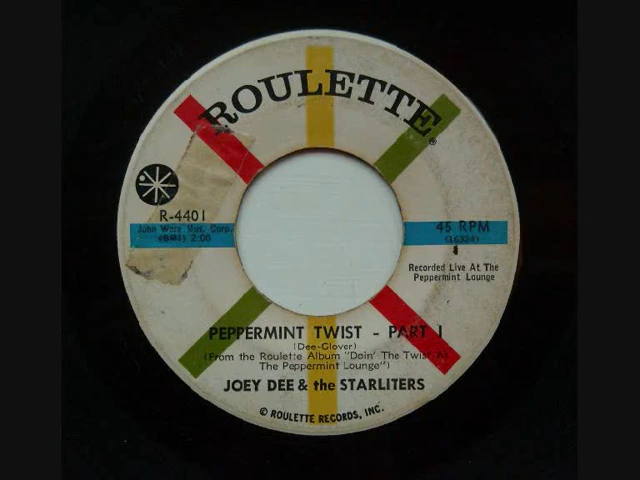 ROULETTE®
R-4401
John Ware Mus. Corp.
(BMI) 2:00
45 RPM
(16324)
Recorded Live At The
Peppermint Lounge
PEPPERMINT TWIST - PART I
(Dee-Glover)
(From the Roulette Album "Doin' The Twist At
The Peppermint Lounge")
JOEY DEE & the STARLITERS
© ROULETTE RECORDS, INC.